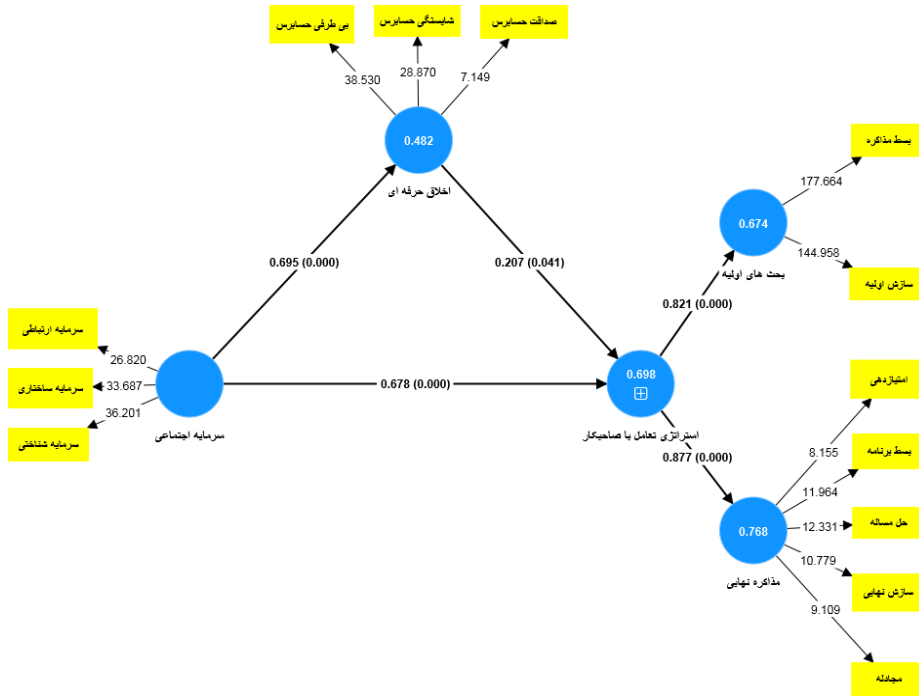 بی طرفی حسابرس
شایستگی حسابرس
صداقت حسابرس
38.530
28.870
7.149
0.482
اخلاق حرفه ای
بسط مذاکره
177.664
0.674
144.958
بحث های اولیه
سازش اولیه
0.695 (0.000)
0.207 (0.041)
0.821 (0.000)
سرمایه ارتباطی
26.820
سرمایه ساختاری
33.687
36.201
سرمایه شناختی
سرمایه اجتماعی
0.678 (0.000)
0.698
استراتژی تعامل با صاحبکار
0.877 (0.000)
امتیازدهی
8.155
بسط برنامه
11.964
حل مساله
12.331
0.768
10.779
مذاکره نهایی
سازش نهایی
9.109
مجادله